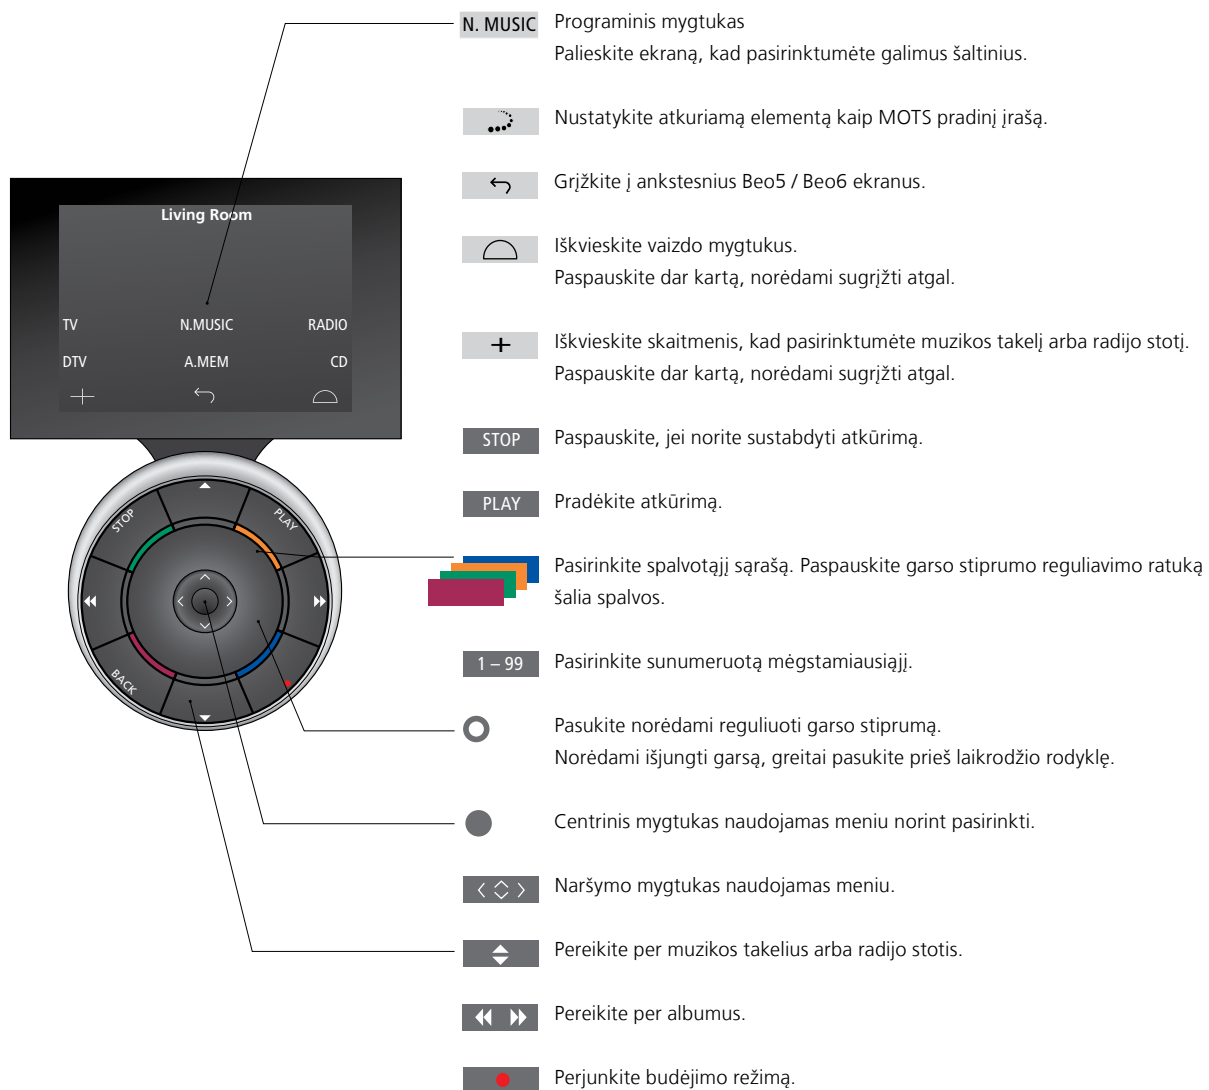 N. MUSIC Programinis mygtukas
Palieskite ekraną, kad pasirinktumėte galimus šaltinius.
Nustatykite atkuriamą elementą kaip MOTS pradinį įrašą.
Grįžkite į ankstesnius Beo5 / Beo6 ekranus.
Iškvieskite vaizdo mygtukus.
Paspauskite dar kartą, norėdami sugrįžti atgal.
Iškvieskite skaitmenis, kad pasirinktumėte muzikos takelį arba radijo stotį.
Paspauskite dar kartą, norėdami sugrįžti atgal.
STOP Paspauskite, jei norite sustabdyti atkūrimą.
PLAY Pradėkite atkūrimą.
Pasirinkite spalvotąjį sąrašą. Paspauskite garso stiprumo reguliavimo ratuką
šalia spalvos.
1 – 99 Pasirinkite sunumeruotą mėgstamiausiąjį.
Pasukite norėdami reguliuoti garso stiprumą.
Norėdami išjungti garsą, greitai pasukite prieš laikrodžio rodyklę.
Centrinis mygtukas naudojamas meniu norint pasirinkti.
Naršymo mygtukas naudojamas meniu.
Pereikite per muzikos takelius arba radijo stotis.
Pereikite per albumus.
Perjunkite budėjimo režimą.
Living Room
TV N.MUSIC RADIO
DTV A.MEM CD
STOP PLAY
BACK